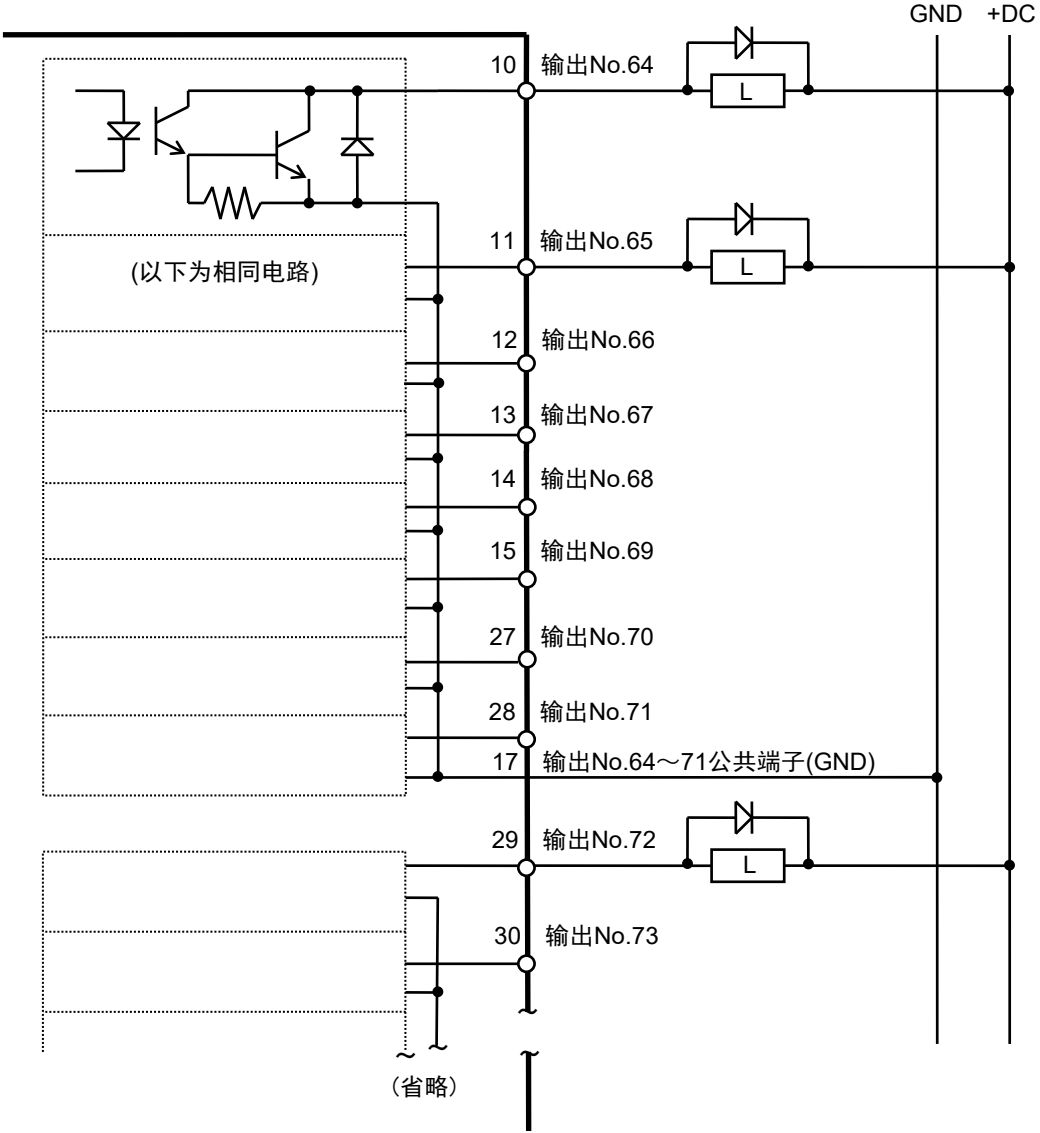 GND +DC
10 输出No.64
L
11 输出No.65
(以下为相同电路)
L
12 输出No.66
13 输出No.67
14 输出No.68
15 输出No.69
27 输出No.70
28 输出No.71
17 输出No.64～71公共端子(GND)
29 输出No.72
L
30 输出No.73
（省略）